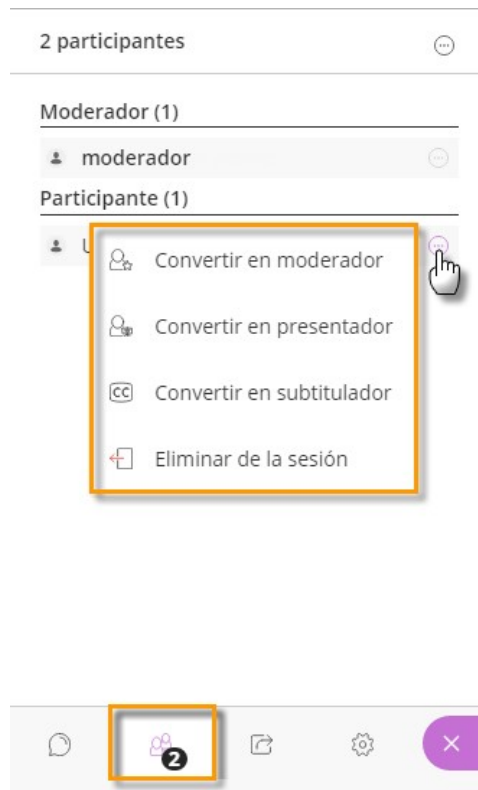 2 participantes
Moderador (1)
moderador
Participante (1)
U
Convertir en moderador
Convertir en presentador
CC Convertir en subtitulador
Eliminar de la sesión
2